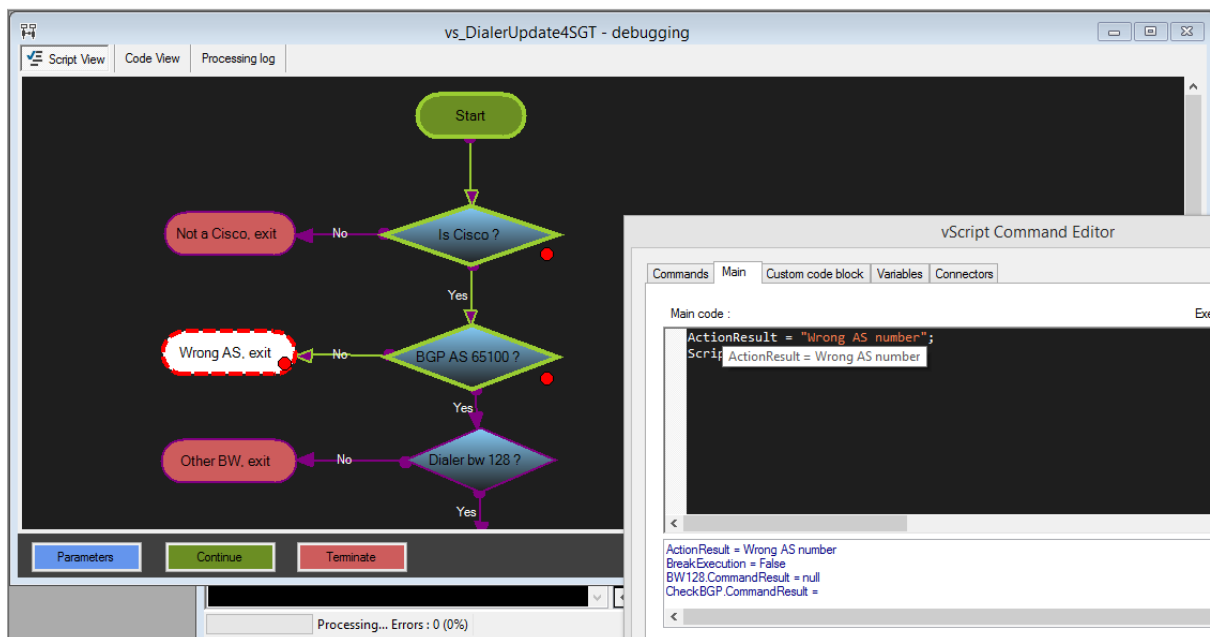 vs_DialerUpdate4SGT - debugging
Script View
Code View
Processing log
Start
Not a Cisco, exit
No
Is Cisco ?
Yes
Wrong AS, exit
No
BGP AS 65100 ?
Yes
Other BW, exit
No
Dialer bw 128 ?
Yes
Parameters
Continue
Terminate
Processing... Errors : 0 (0%)
vScript Command Editor
Commands
Main
Custom code block
Variables
Connectors
Main code :
Exe
ActionResult = "Wrong AS number";
Scrip
ActionResult = Wrong AS number
ActionResult = Wrong AS number
BreakExecution = False
BW128.CommandResult = null
CheckBGP.CommandResult =